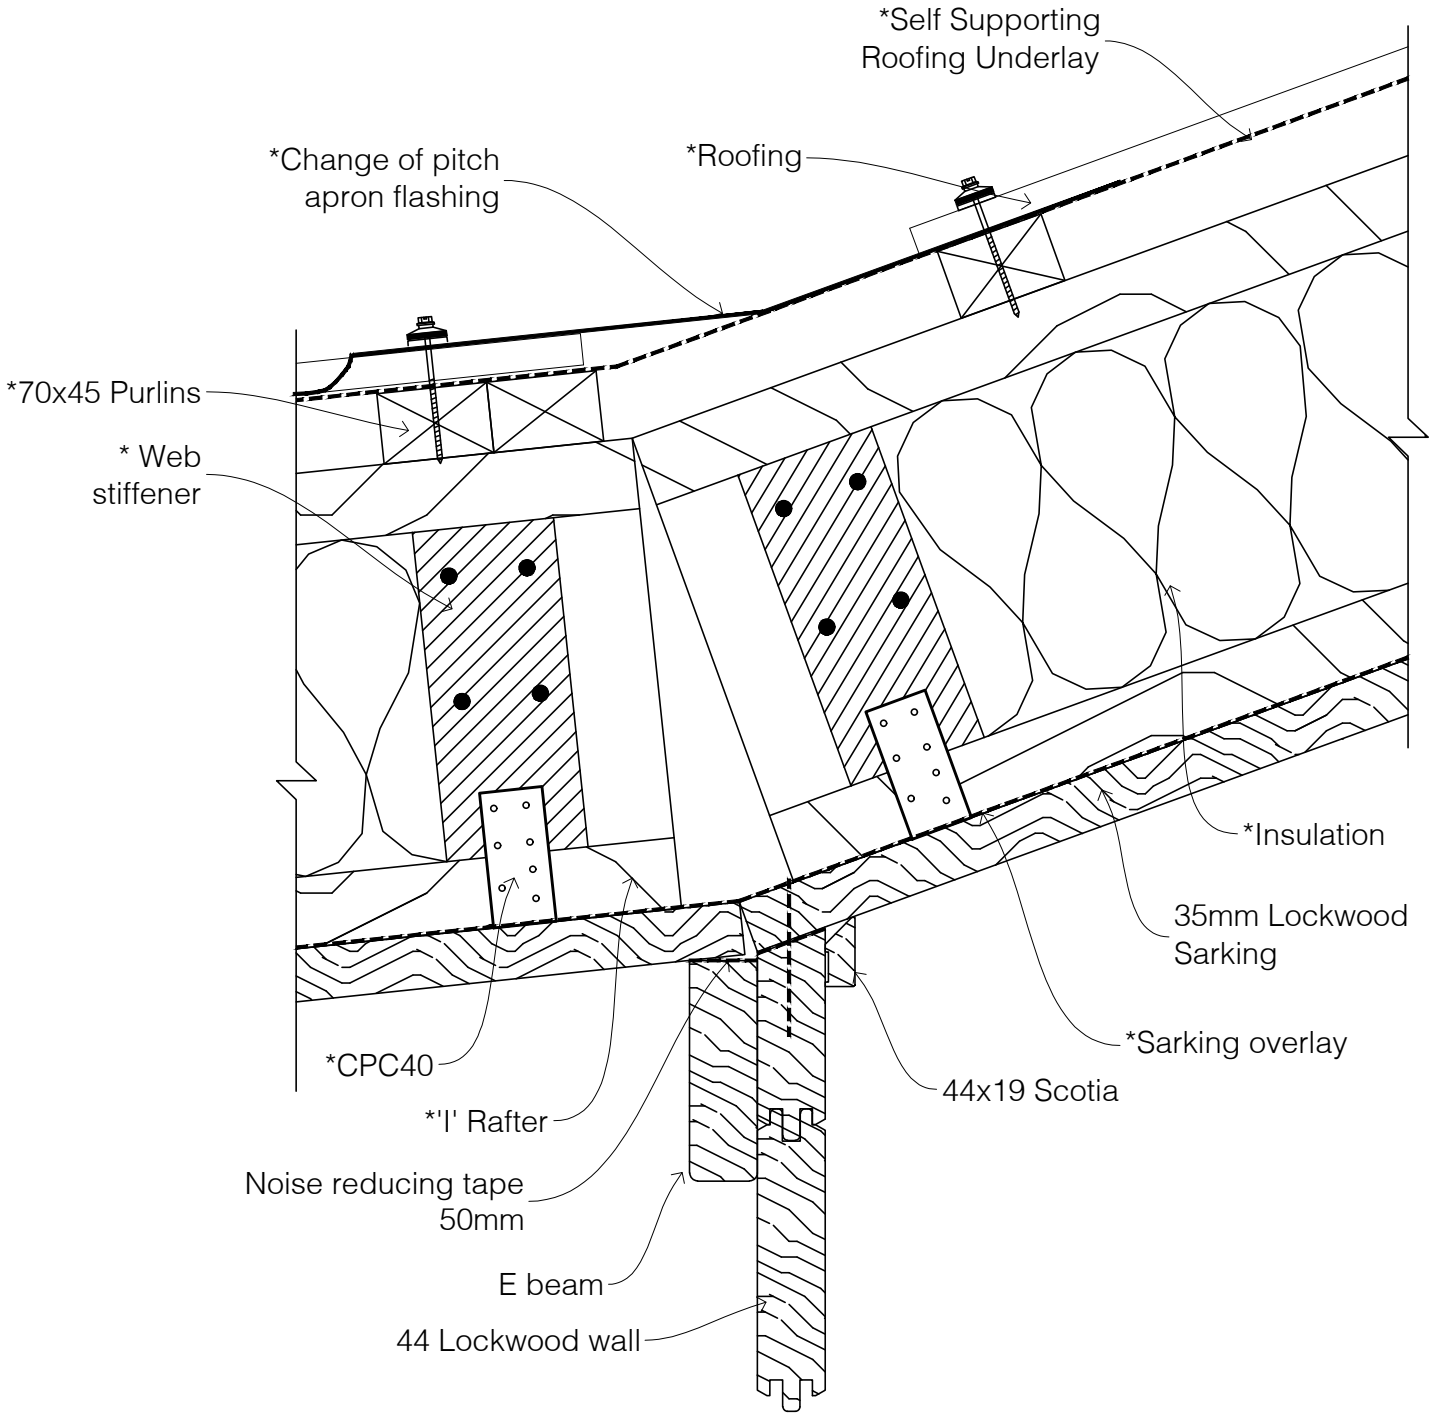 *Self Supporting
Roofing Underlay
*Roofing
*Change of pitch
apron flashing
*70x45 Purlins
* Web
stiffener
*Insulation
35mm Lockwood
Sarking
*Sarking overlay
44x19 Scotia
*CPC40
*'I' Rafter
Noise reducing tape
50mm
E beam
44 Lockwood wall